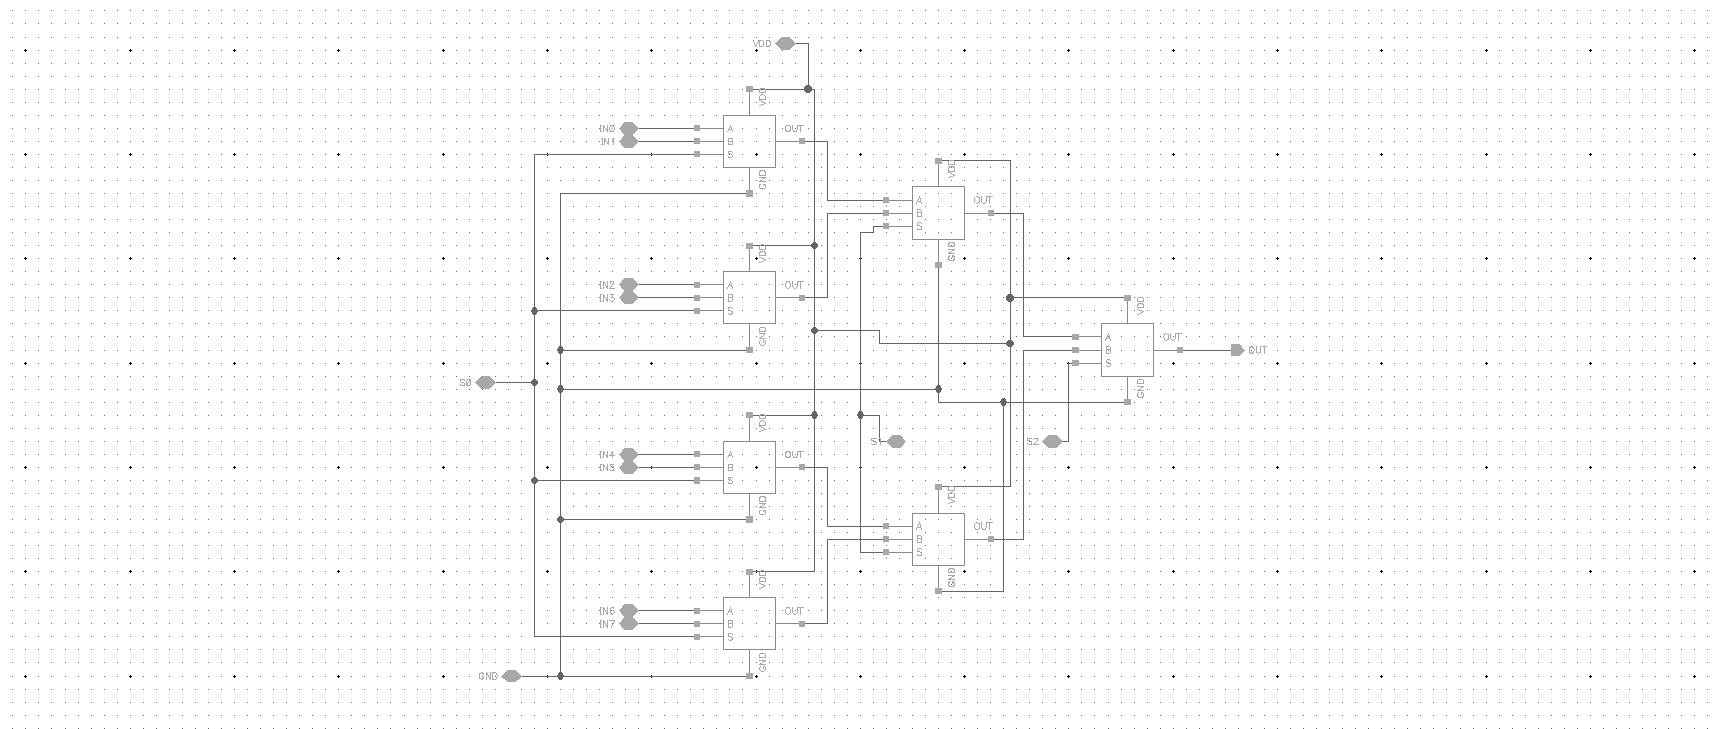 VDD
VDD
IN0 A OUT
IN1 B
S
GND
VDD
A OUT
B
S
GND
VDD
IN2 A OUT
IN3 B
S
GND
VDD
A OUT
B OUT
S
GND
S0
VDD
S1
S2
IN4 A OUT
IN5 B
S
GND
VDD
A OUT
B
S
GND
VDD
IN6 A OUT
IN7 B
S
GND
GND